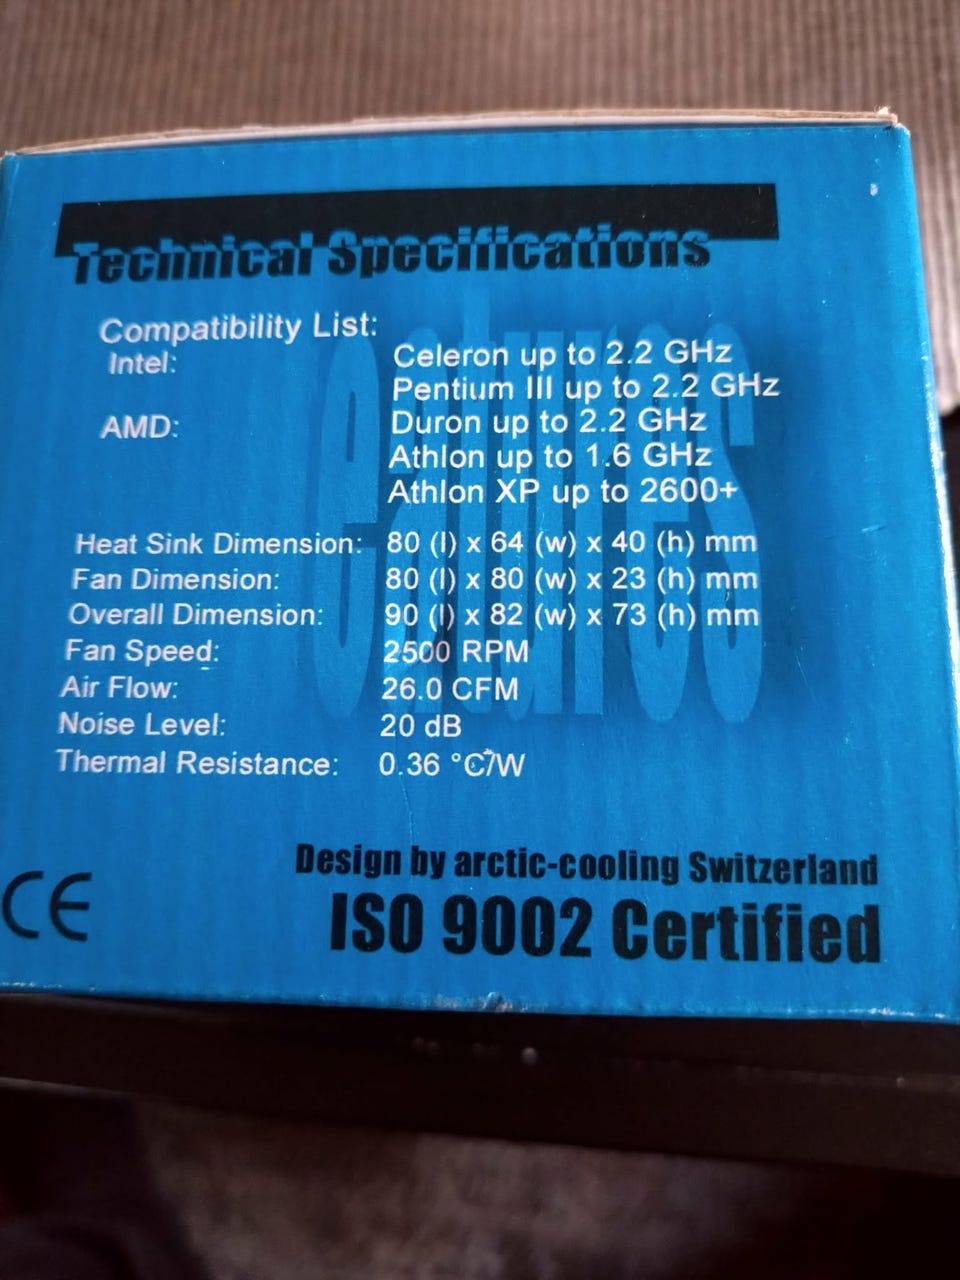 Technical Specifications
Compatibility List:
Intel: Celeron up to 2.2 GHz
Pentium III up to 2.2 GHz
AMD: Duron up to 2.2 GHz
Athlon up to 1.6 GHz
Athlon XP up to 2600+
Heat Sink Dimension: 80 (l) x 64 (w) x 40 (h) mm
Fan Dimension: 80 (l) x 80 (w) x 23 (h) mm
Overall Dimension: 90 (l) x 82 (w) x 73 (h) mm
Fan Speed: 2500 RPM
Air Flow: 26.0 CFM
Noise Level: 20 dB
Thermal Resistance: 0.36 °C/W
eatures
Design by arctic-cooling Switzerland
CE
ISO 9002 Certified